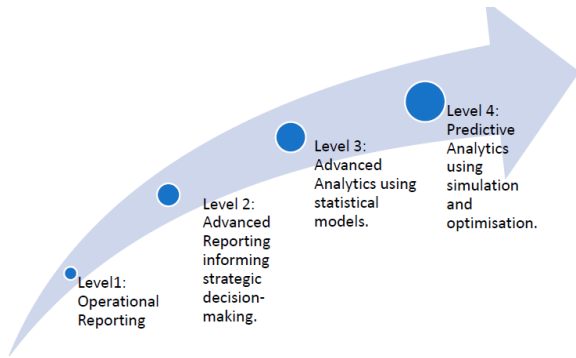 Level1:
Operational
Reporting
Level 2:
Advanced
Reporting
informing
strategic
decision-
making.
Level 3:
Advanced
Analytics using
statistical
models.
Level 4:
Predictive
Analytics
using
simulation
and
optimisation.